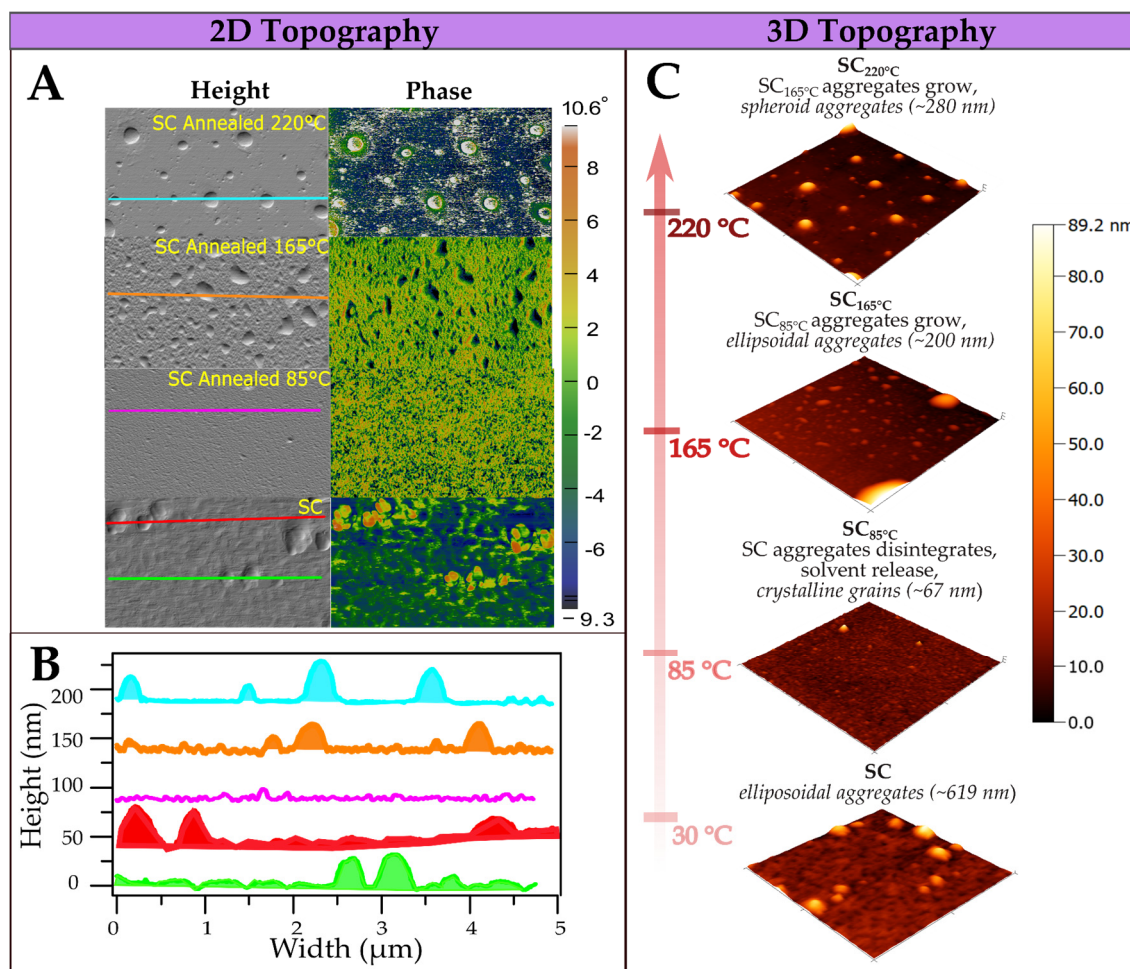 2D Topography
3D Topography
A
Height
Phase
SC Annealed 220°C
SC Annealed 165°C
SC Annealed 85°C
SC
10.6°
8
6
4
2
0
-2
-4
-6
-9.3
B
Height (nm)
200
150
100
50
0
0
1
2
3
4
5
Width (µm)
C
SC220°C
SC165°C aggregates grow,
spheroid aggregates (~280 nm)
220 °C
SC165°C
SC85°C aggregates grow,
ellipsoidal aggregates (~200 nm)
165 °C
SC85°C
SC aggregates disintegrates,
solvent release,
crystalline grains (~67 nm)
85 °C
SC
elliposoidal aggregates (~619 nm)
30 °C
89.2 nm
80.0
70.0
60.0
50.0
40.0
30.0
20.0
10.0
0.0